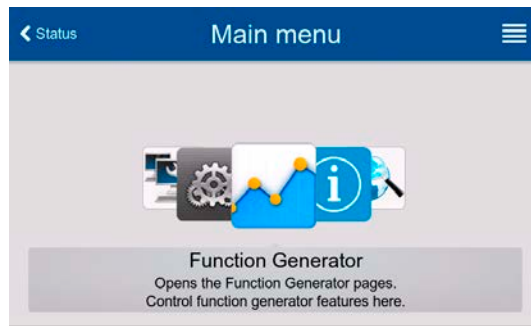 Status
Main menu
Function Generator
Opens the Function Generator pages.
Control function generator features here.